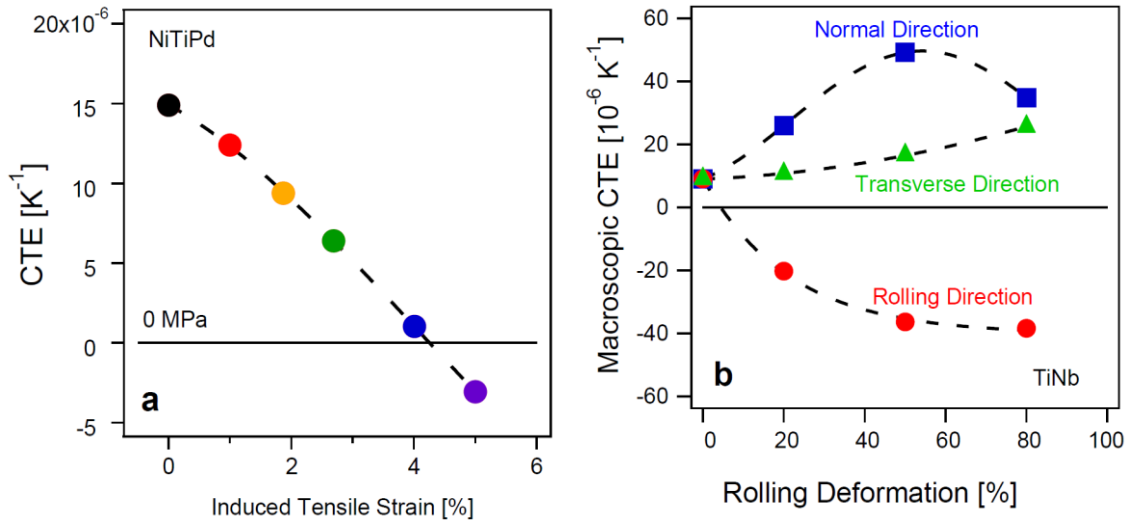 20x10-6
15
10
5
0
-5
CTE [K-1]
NiTiPd
0 MPa
a
0
2
4
6
Induced Tensile Strain [%]
60
40
20
0
-20
-40
-60
Macroscopic CTE [10-6 K-1]
Normal Direction
Transverse Direction
Rolling Direction
b
TiNb
0
20
40
60
80
100
Rolling Deformation [%]